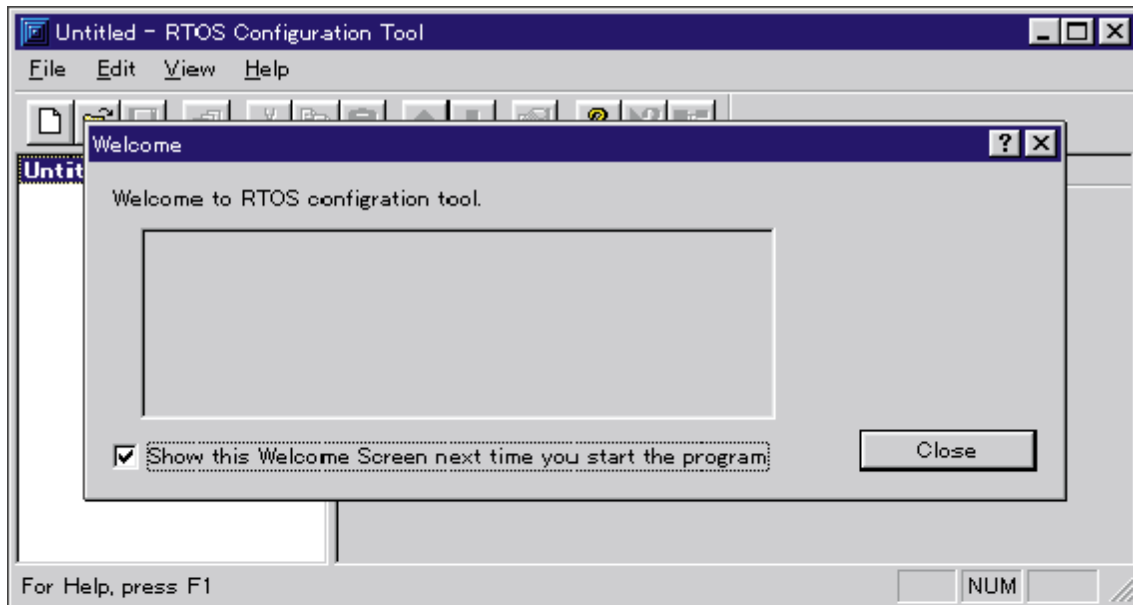 Untitled - RTOS Configuration Tool
File Edit View Help
Welcome
Untit
Welcome to RTOS configration tool.
Show this Welcome Screen next time you start the program
Close
For Help, press F1
NUM